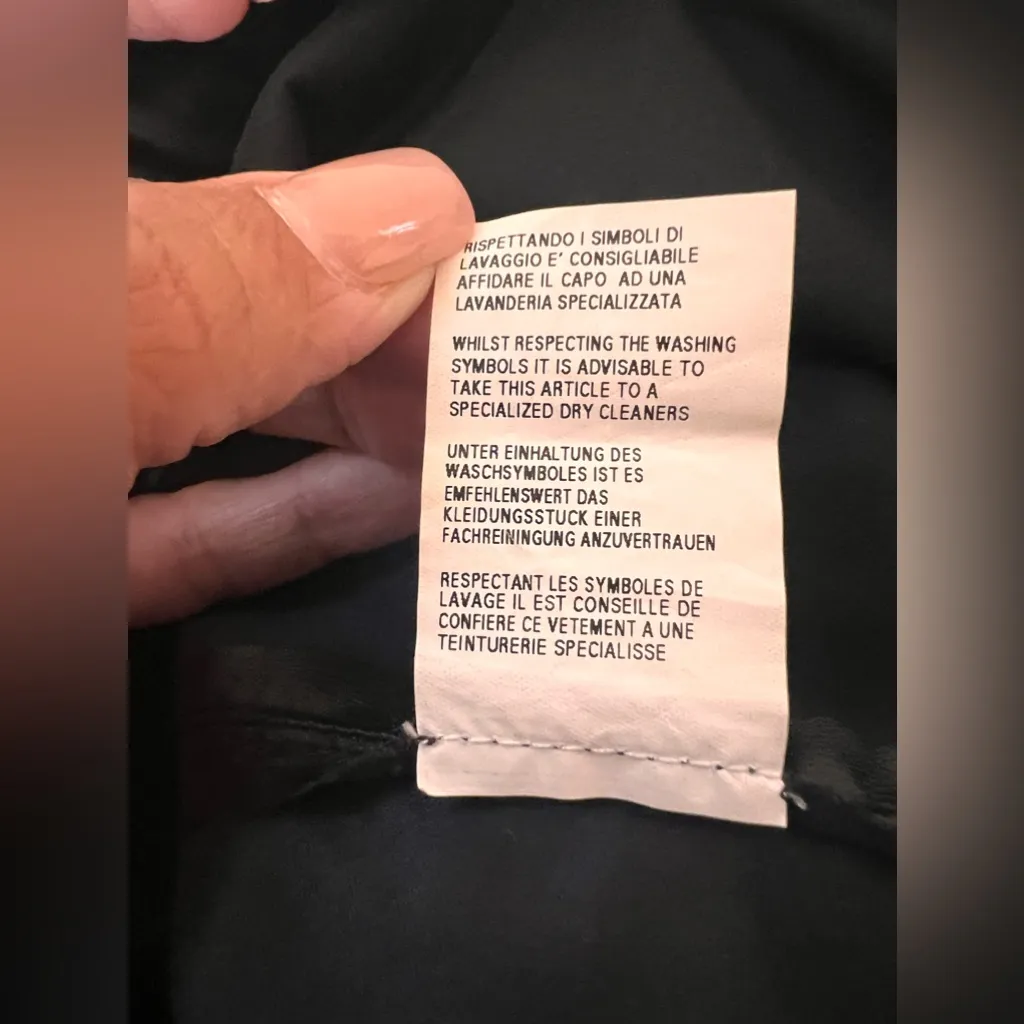 RISPETTANDO I SIMBOLI DI
LAVAGGIO E' CONSIGLIABILE
AFFIDARE IL CAPO AD UNA
LAVANDERIA SPECIALIZZATA
WHILST RESPECTING THE WASHING
SYMBOLS IT IS ADVISABLE TO
TAKE THIS ARTICLE TO A
SPECIALIZED DRY CLEANERS
UNTER EINHALTUNG DES
WASCHSYMBOLES IST ES
EMFEHLENSWERT DAS
KLEIDUNGSSTUCK EINER
FACHREININGUNG ANZUVERTRAUEN
RESPECTANT LES SYMBOLES DE
LAVAGE IL EST CONSEILLE DE
CONFIERE CE VETEMENT A UNE
TEINTURERIE SPECIALISSE